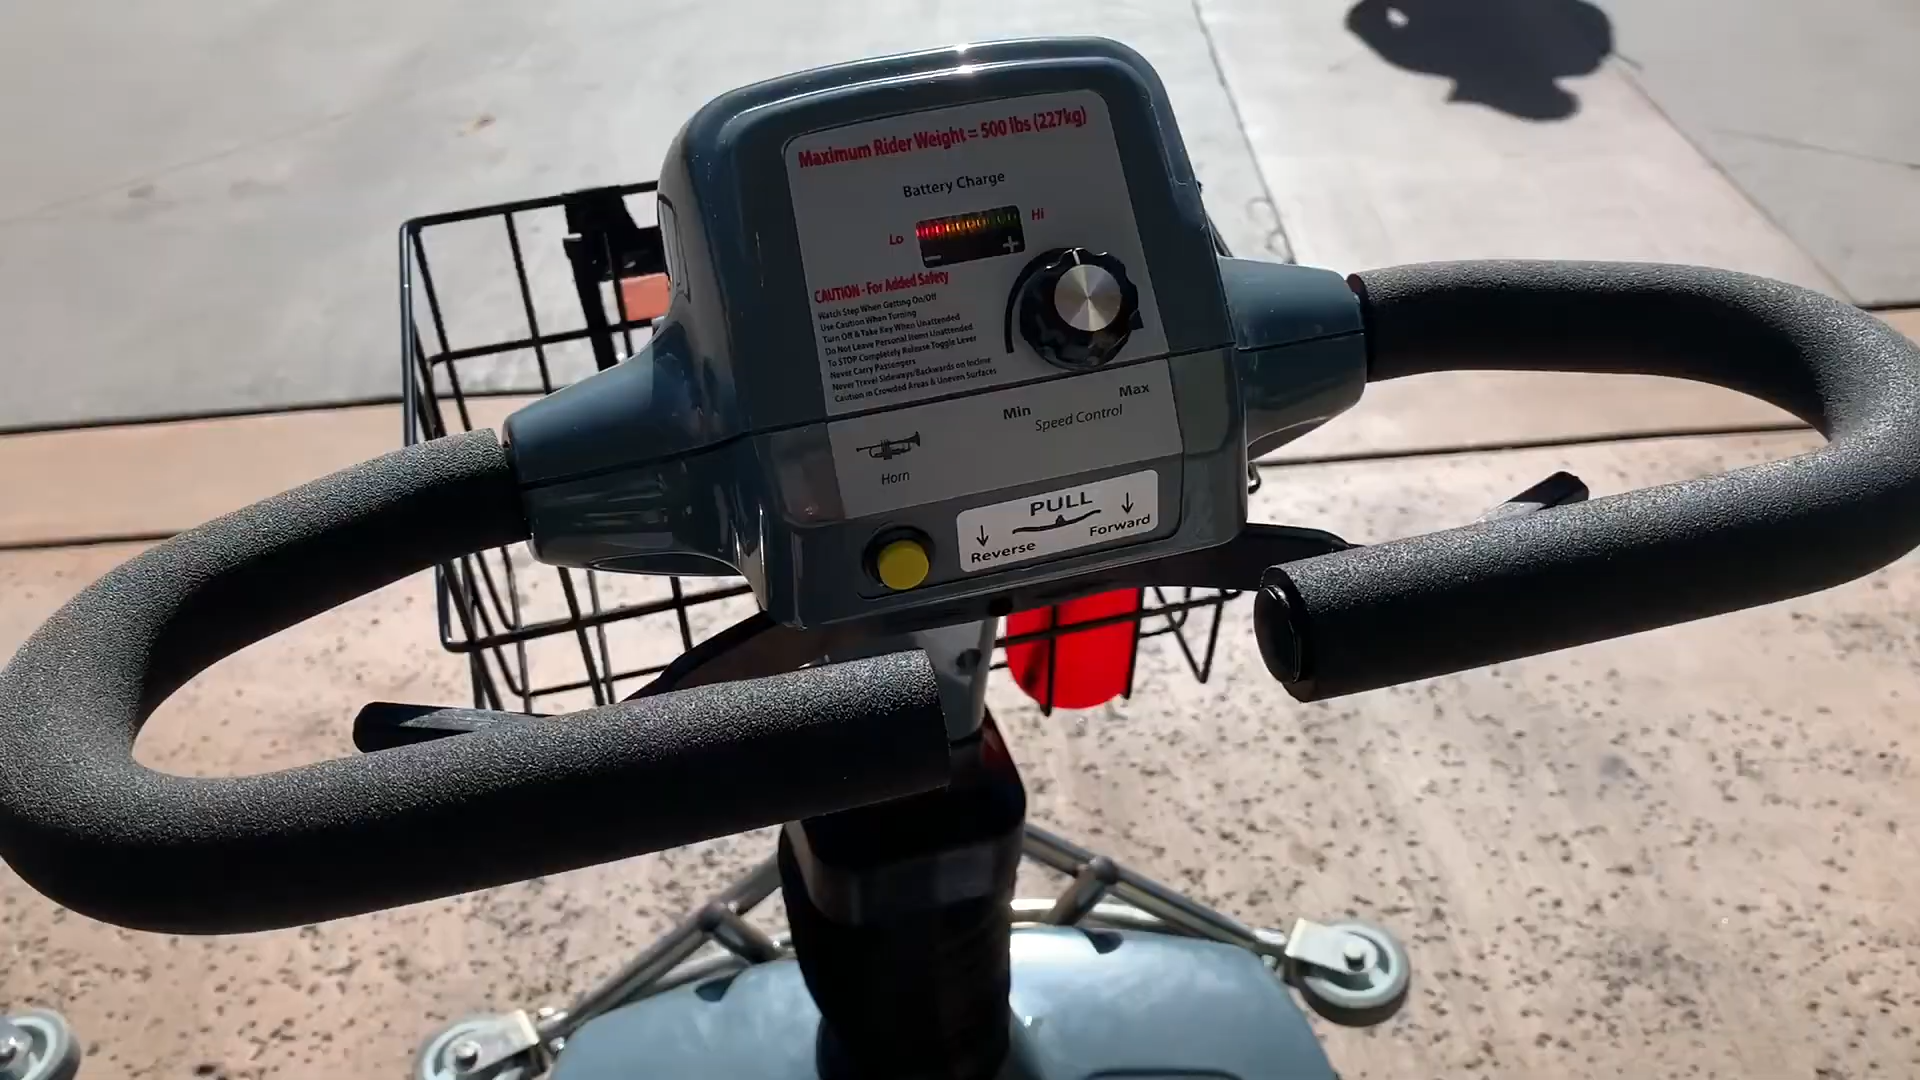 Maximum Rider Weight = 500 lbs (227kg)
Battery Charge
Lo
Hi
- +
CAUTION - For Added Safety
Watch Step When Getting On/Off
Use Caution When Turning
Turn Off & Take Key When Unattended
Do Not Leave Personal Items Unattended
To STOP Completely Release Toggle Lever
Never Carry Passengers
Never Travel Sideways/Backwards on Incline
Caution in Crowded Areas & Uneven Surfaces
Min
Max
Speed Control
Horn
PULL
Reverse
Forward